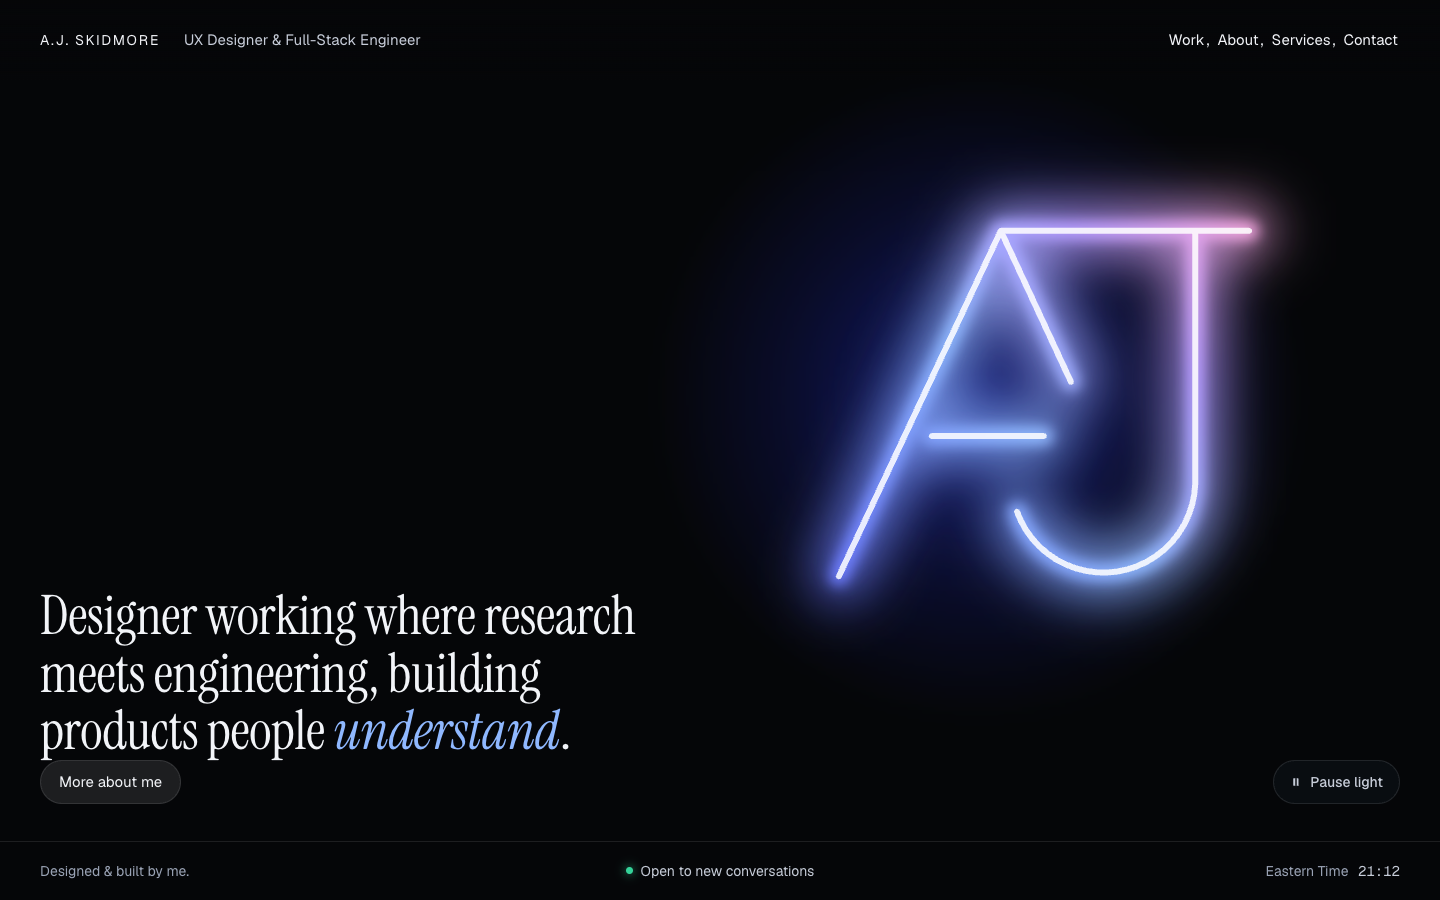 A.J. SKIDMORE
UX Designer & Full-Stack Engineer
Work, About, Services, Contact
AJ
Designer working where research
meets engineering, building
products people understand.
More about me
Pause light
Designed & built by me.
Open to new conversations
Eastern Time 21:12